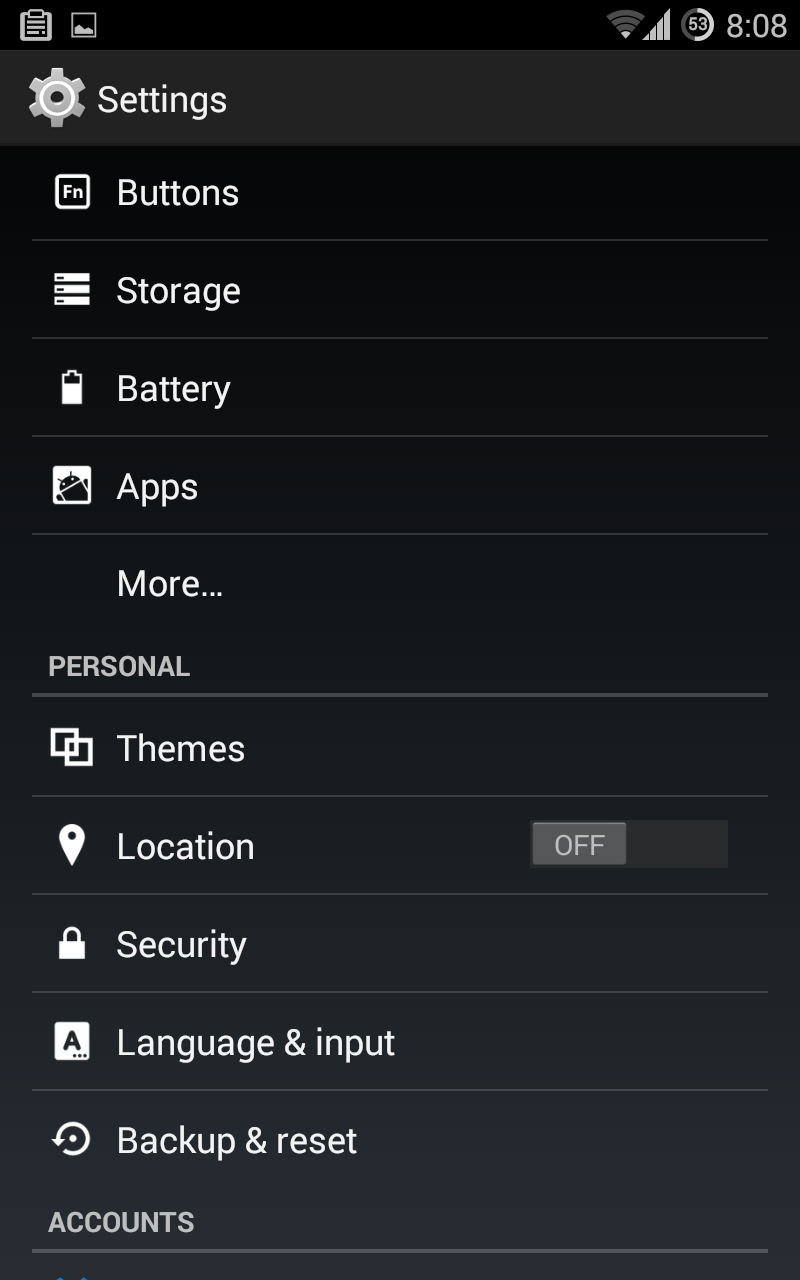 53 8:08
Settings
Fn Buttons
Storage
Battery
Apps
More...
PERSONAL
Themes
Location OFF
Security
A... Language & input
Backup & reset
ACCOUNTS